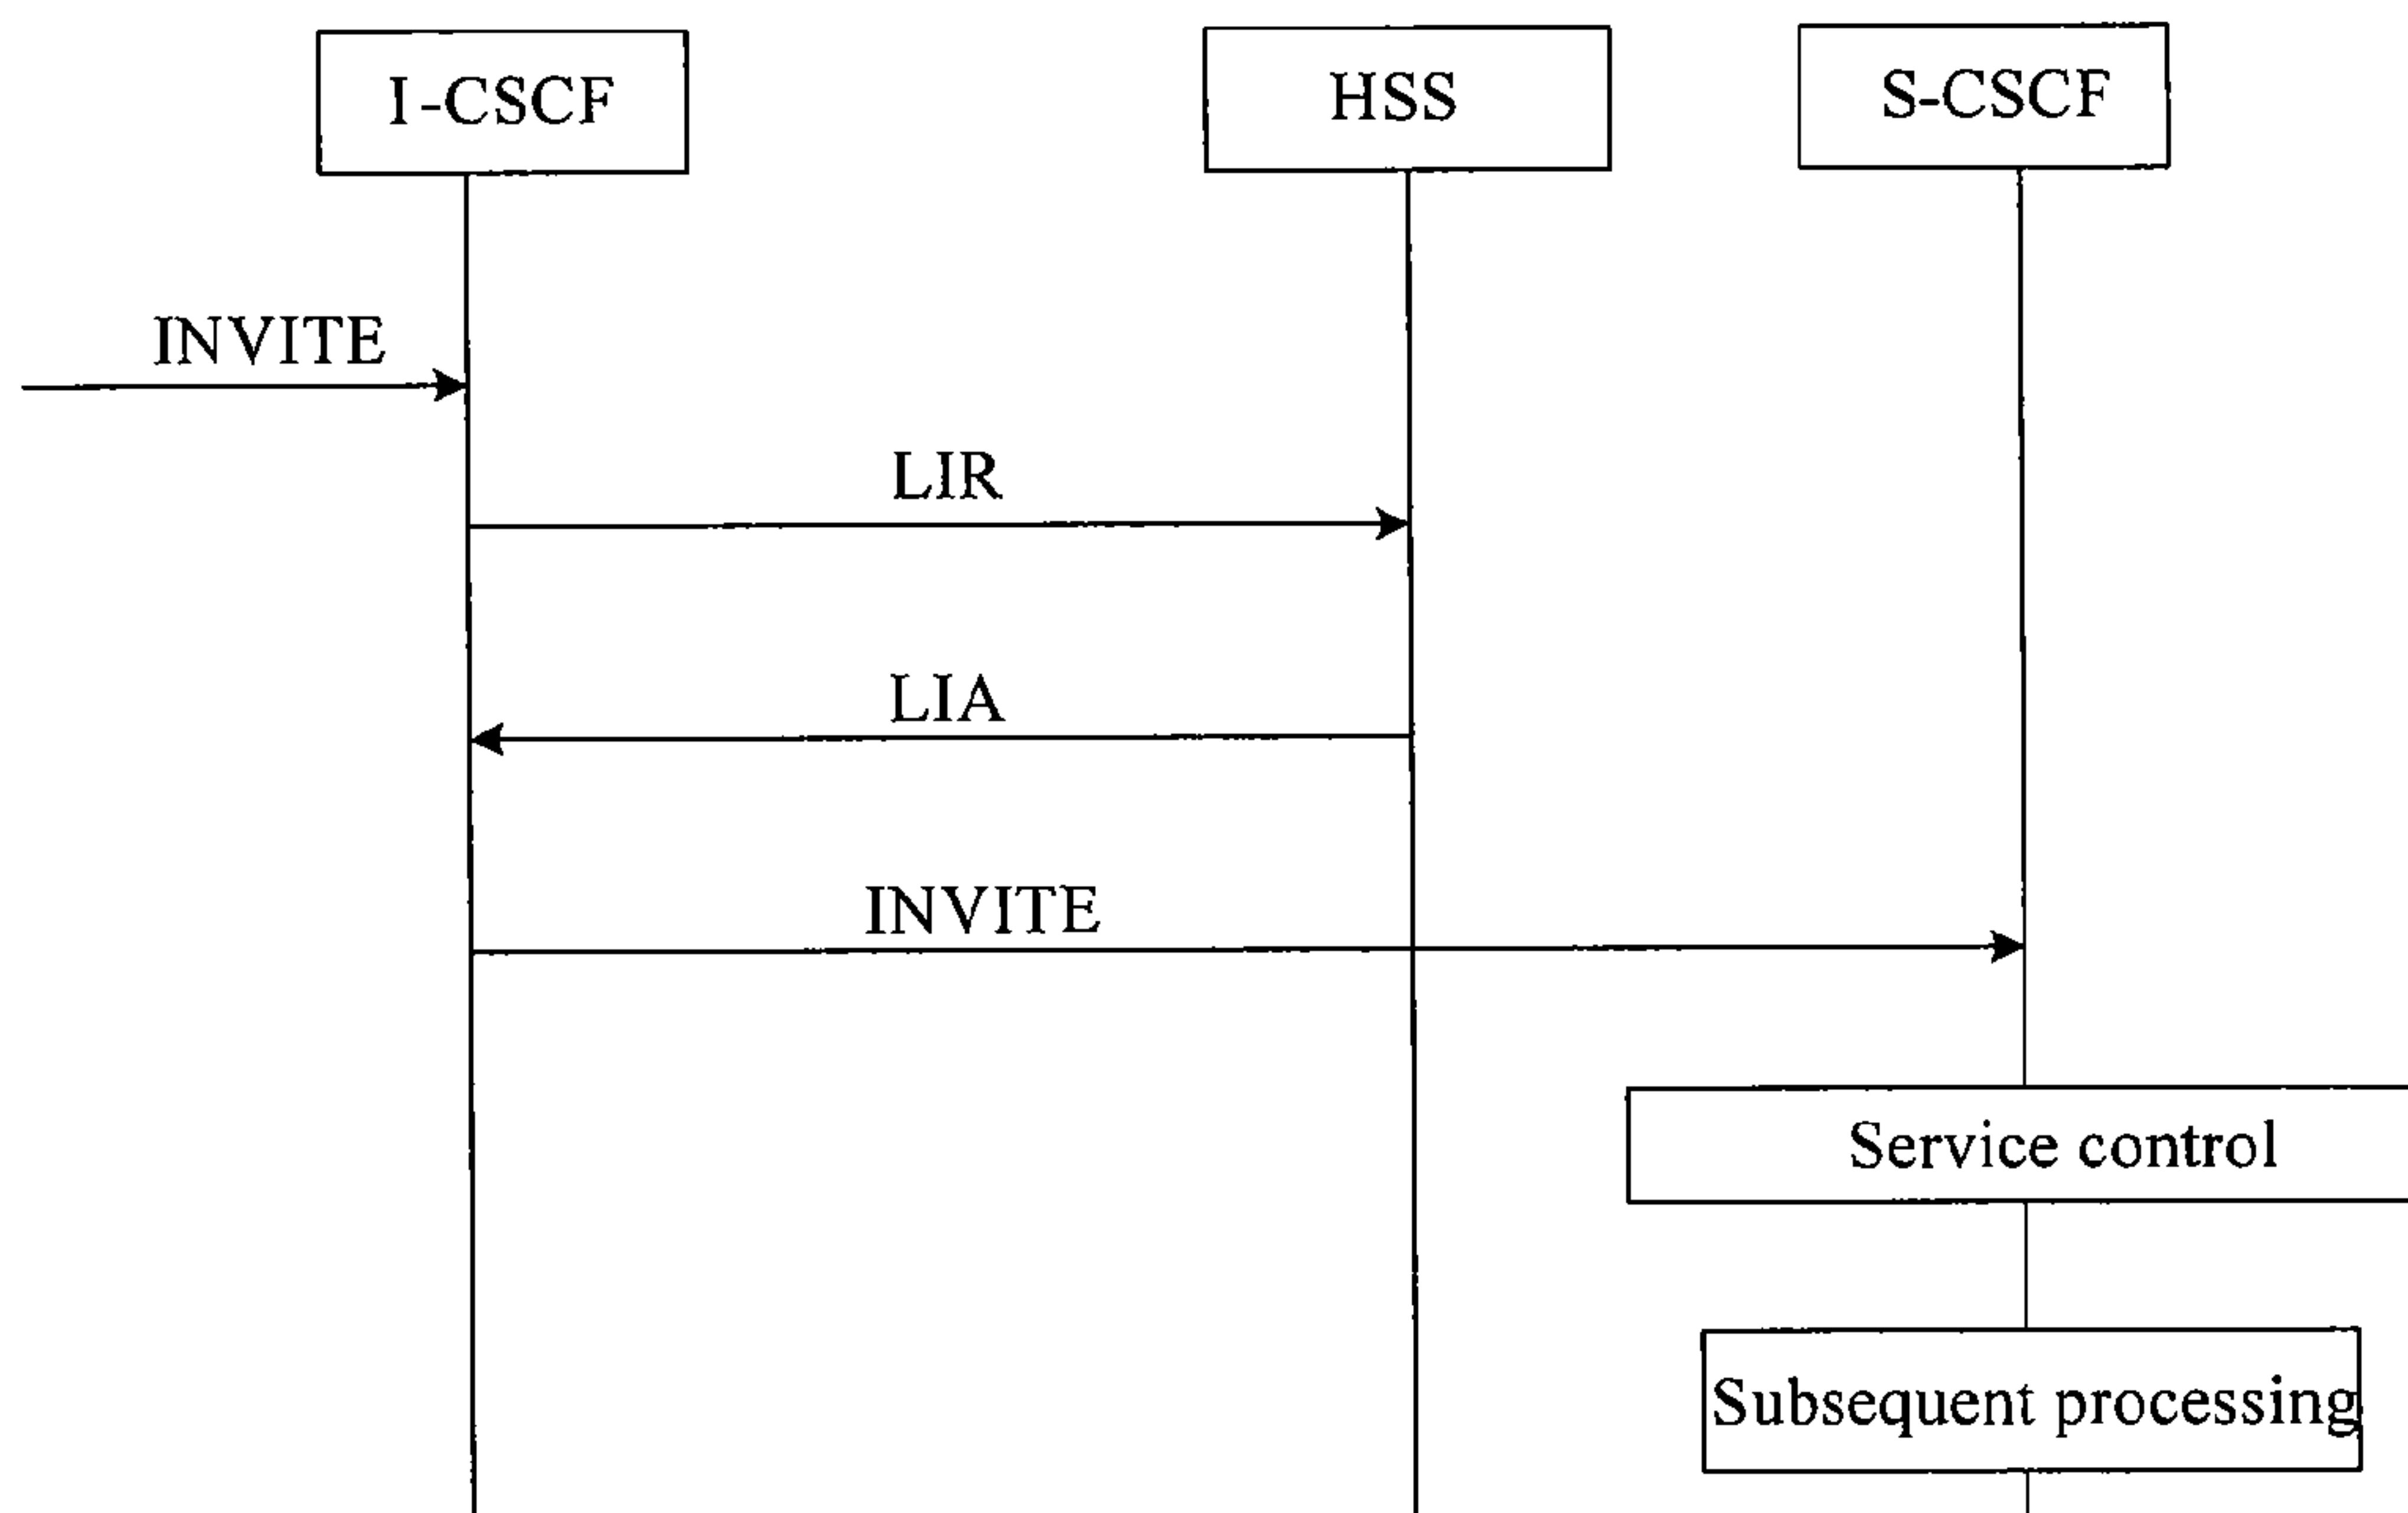 I-CSCF
HSS
S-CSCF
INVITE
LIR
LIA
INVITE
Service control
Subsequent processing